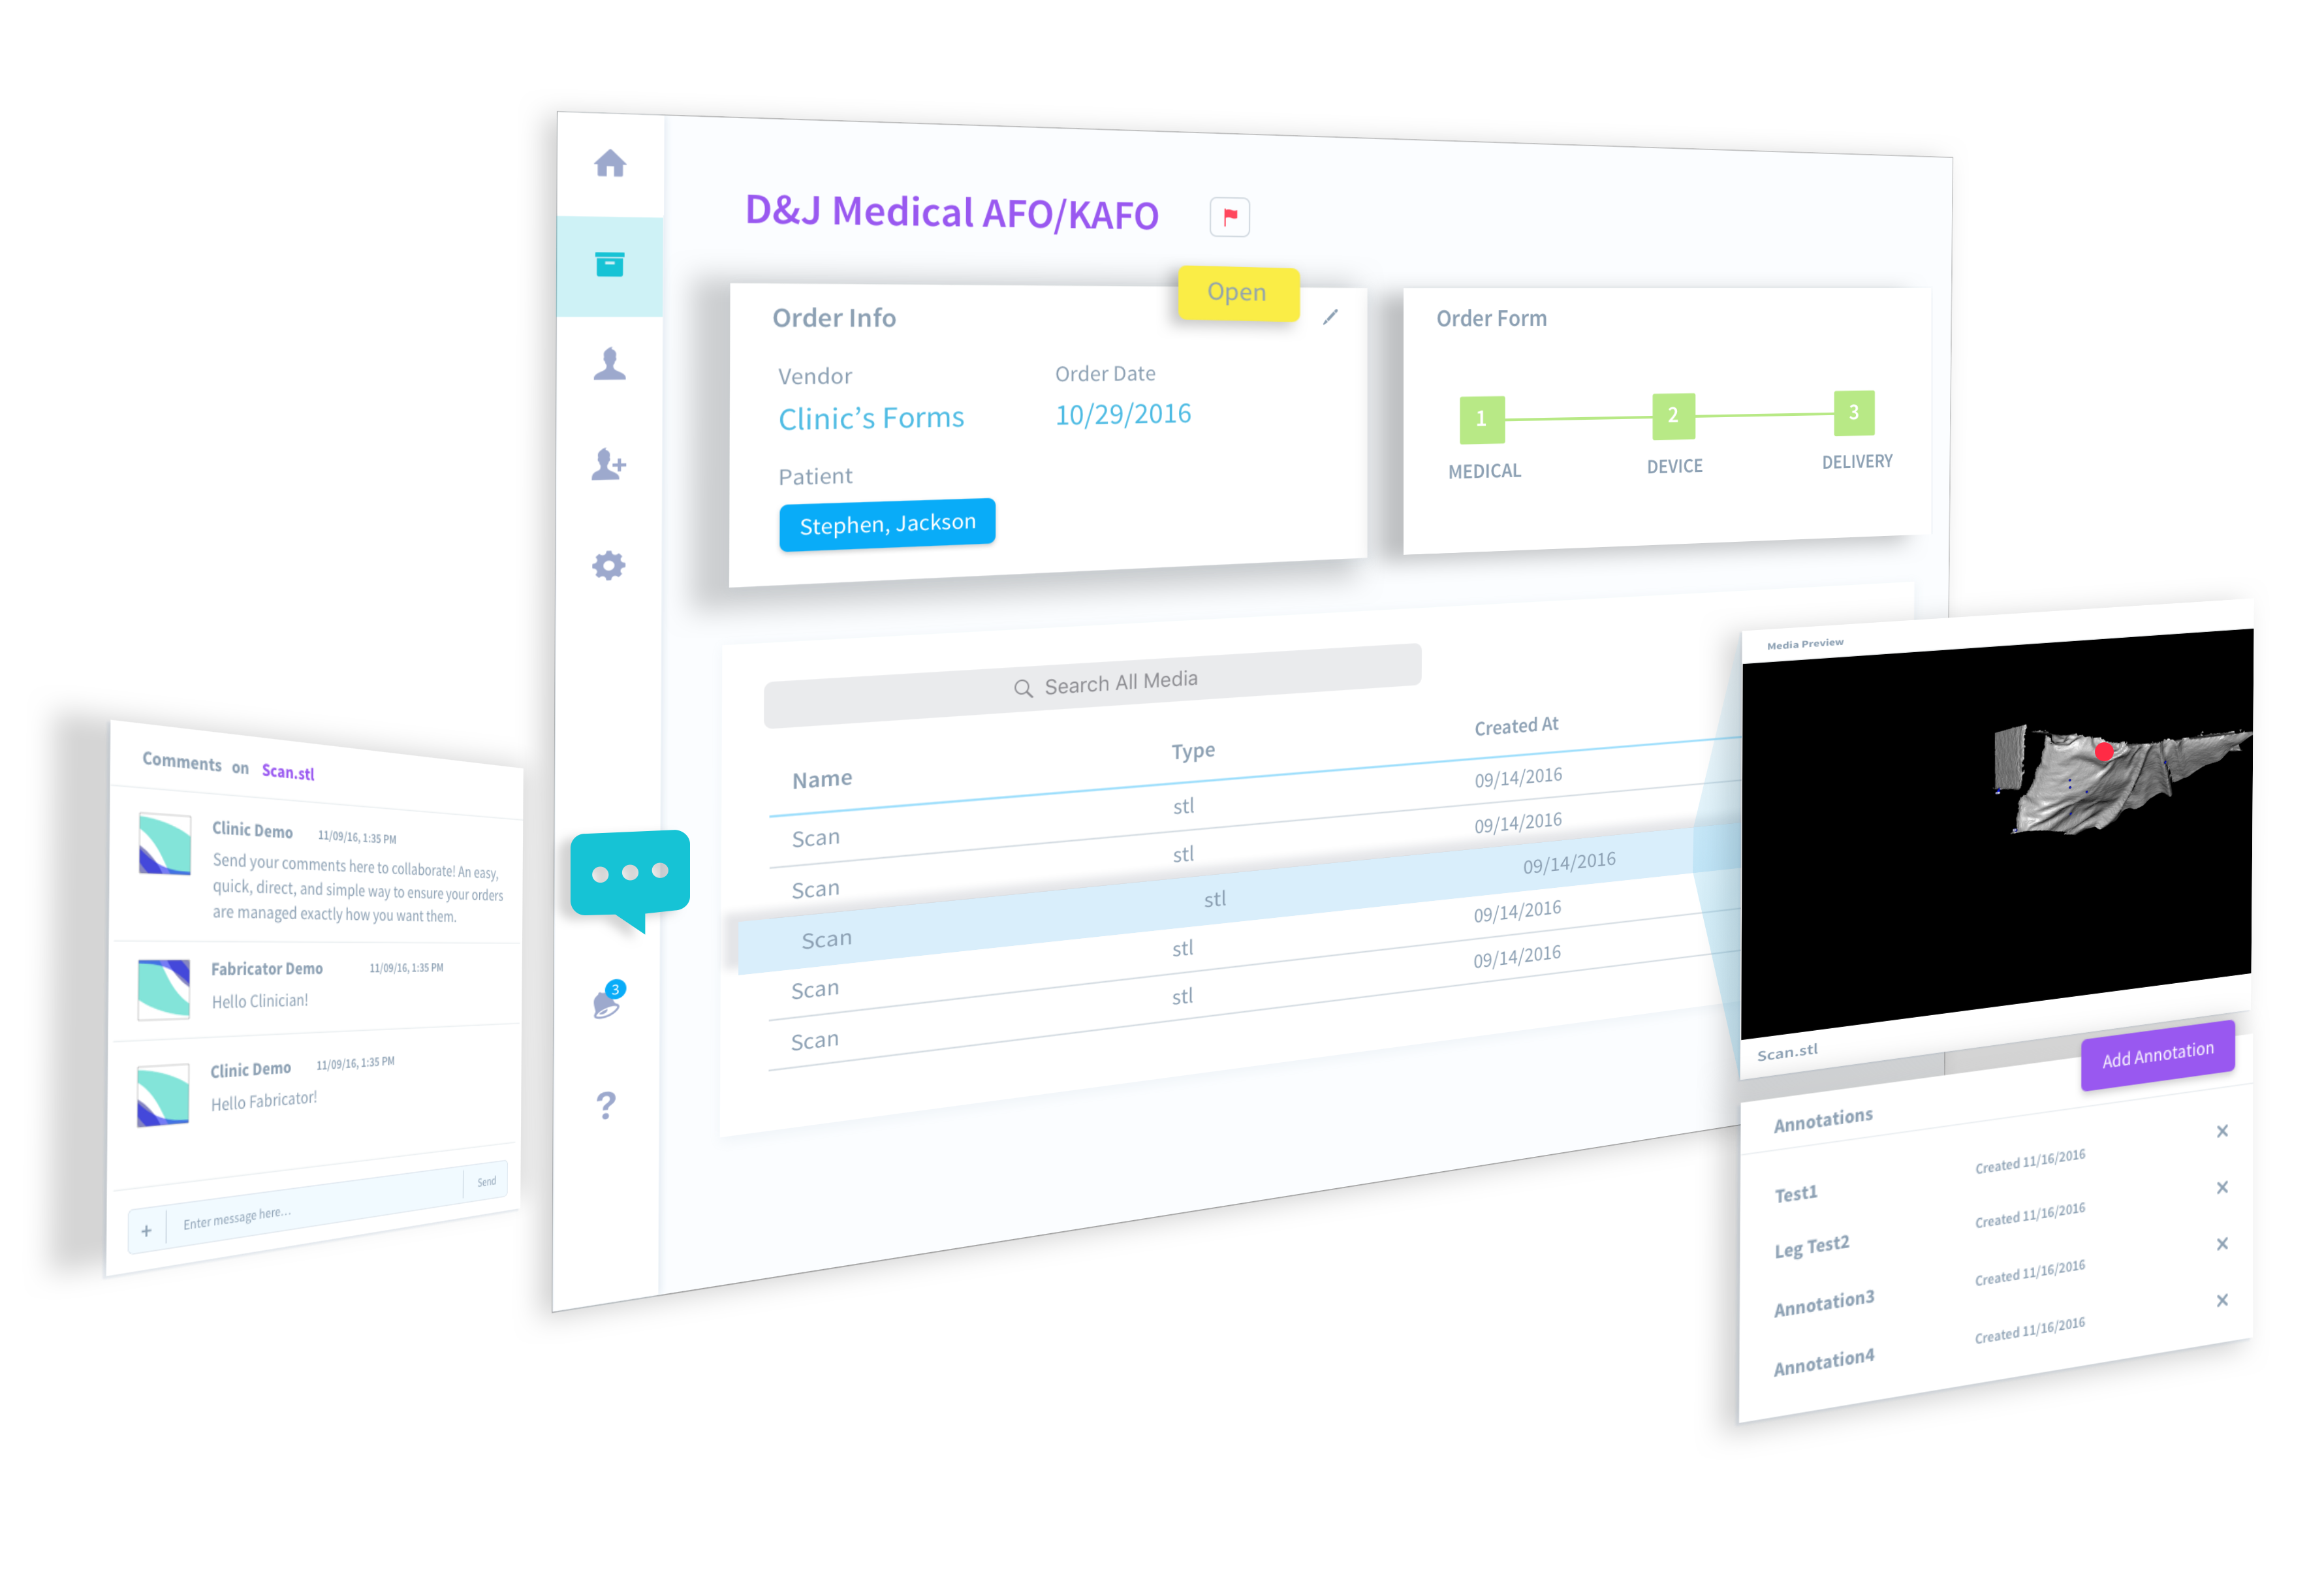 D&J Medical AFO/KAFO
Order Info
Open
Vendor
Order Date
Clinic’s Forms
10/29/2016
Patient
Stephen, Jackson
Order Form
1
2
3
MEDICAL
DEVICE
DELIVERY
Search All Media
Name
Type
Created At
Scan
stl
09/14/2016
Scan
stl
09/14/2016
Scan
stl
09/14/2016
Scan
stl
09/14/2016
Scan
stl
09/14/2016
3
?
Comments on Scan.stl
Clinic Demo 11/09/16, 1:35 PM
Send your comments here to collaborate! An easy,
quick, direct, and simple way to ensure your orders
are managed exactly how you want them.
Fabricator Demo 11/09/16, 1:35 PM
Hello Clinician!
Clinic Demo 11/09/16, 1:35 PM
Hello Fabricator!
+ Enter message here... Send
Media Preview
Scan.stl
Add Annotation
Annotations
Test1
Created 11/16/2016
Leg Test2
Created 11/16/2016
Annotation3
Created 11/16/2016
Annotation4
Created 11/16/2016